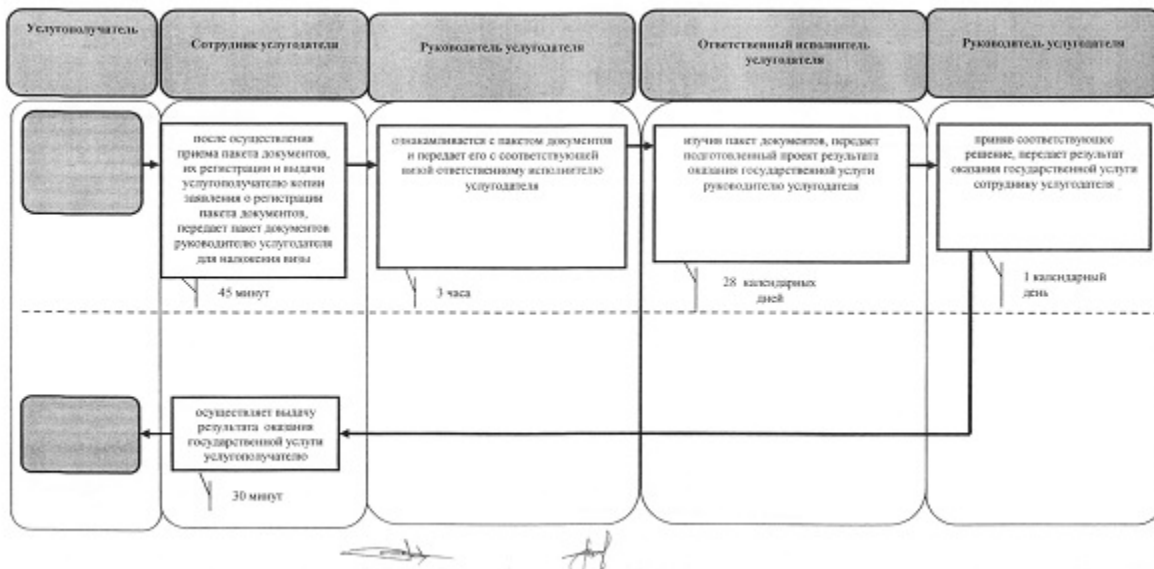 Услугополучатель
Сотрудник услугодателя
Руководитель услугодателя
Ответственный исполнитель
услугодателя
Руководитель услугодателя
после осуществления
приема пакета документов,
их регистрации и выдачи
услугополучателю копии
заявления о регистрации
пакета документов,
передает пакет документов
руководителю услугодателя
для наложения визы
45 минут
ознакамливается с пакетом документов
и передает его с соответствующей
визой ответственному исполнителю
услугодателя
3 часа
изучив пакет документов, передает
подготовленный проект результата
оказания государственной услуги
руководителю услугодателя
28 календарных
дней
приняв соответствующее
решение, передает результат
оказания государственной услуги
сотруднику услугодателя .
1 календарный
день
осуществляет выдачу
результата оказания
государственной услуги
услугополучателю
30 минут